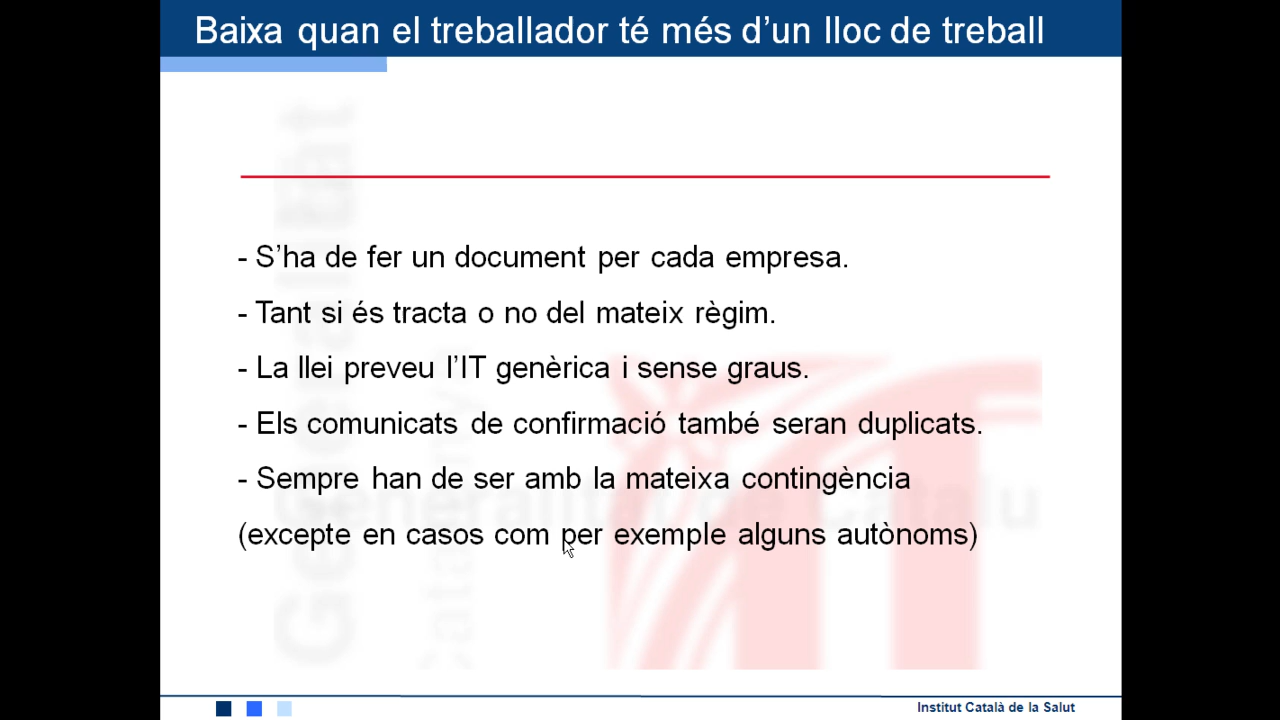 Baixa quan el treballador té més d’un lloc de treball
- S’ha de fer un document per cada empresa.
- Tant si és tracta o no del mateix règim.
- La llei preveu l’IT genèrica i sense graus.
- Els comunicats de confirmació també seran duplicats.
- Sempre han de ser amb la mateixa contingència
(excepte en casos com per exemple alguns autònoms)
Institut Català de la Salut